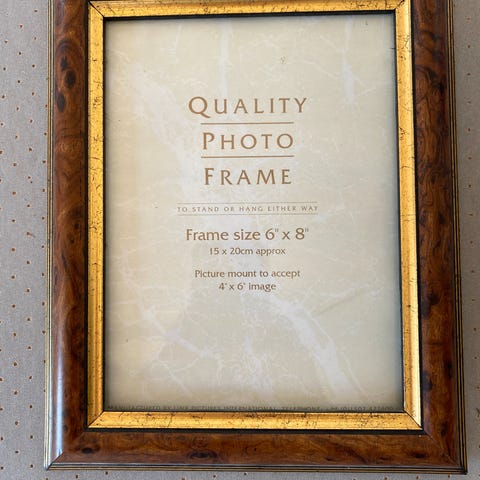 QUALITY
PHOTO
FRAME
TO STAND OR HANG EITHER WAY
Frame size 6" x 8"
15 x 20cm approx
Picture mount to accept
4" x 6" image